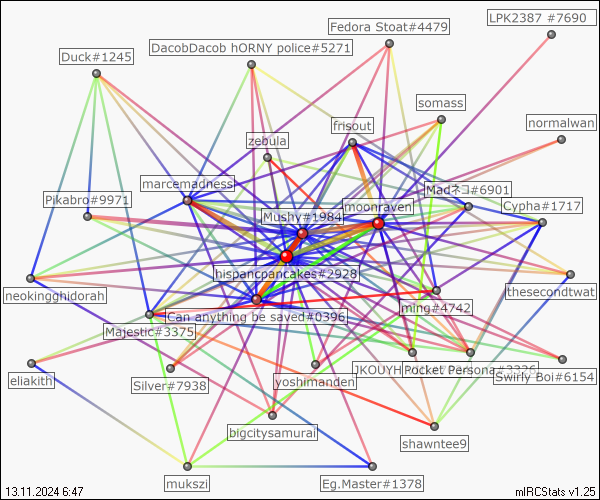 LPK2387 #7690
Fedora Stoat#4479
DacobDacob hORNY police#5271
Duck#1245
somass
normalwan
frisout
zebula
marcemadness
Madネコ#6901
Pikabro#9971
moonraven
Cypha#1717
Mushy#1984
hispancpancakes#2928
neokingghidorah
thesecondtwat
ming#4742
Can anything be saved#0396
Majestic#3375
JKOUYH
Pocket Persona#3326
Swirly Boi#6154
eliakith
Silver#7938
yoshimanden
bigcitysamurai
shawntee9
mukszi
Eg.Master#1378
13.11.2024 6:47
mIRCStats v1.25